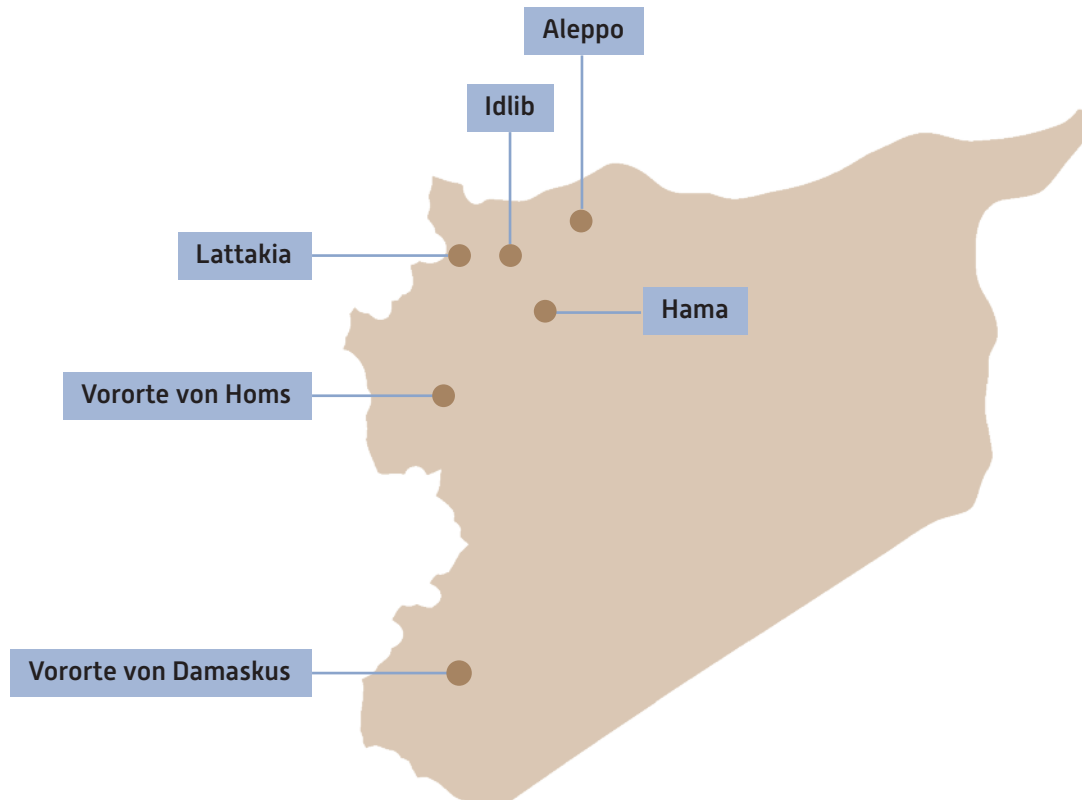 Aleppo
Idlib
Lattakia
Hama
Vororte von Homs
Vororte von Damaskus